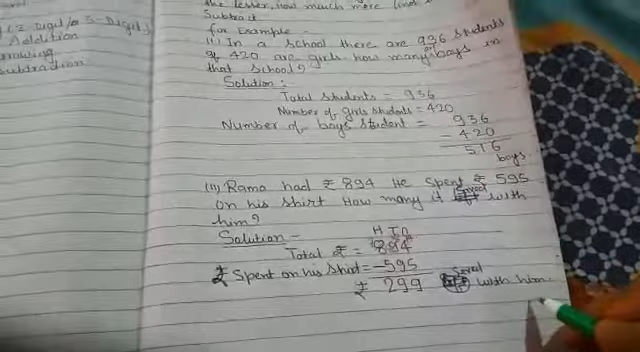 the lesser, how much more
Subtract
for Example -
(i) In a school there are 936 students
of 420 are girls. how many boys in
that school?
Solution:
Total Students = 936
Number of girls students = 420
Number of boys student = 936
- 420
516
boys
(ii) Rama had ₹ 894 He spent ₹ 595
on his shirt How many it saved with
him?
Solution -
H T O
Total ₹ = 894
₹ Spent on his shirt = -595
₹ 299 Saved with him
2 Digit / 3-Digit)
Addition
Subtraction